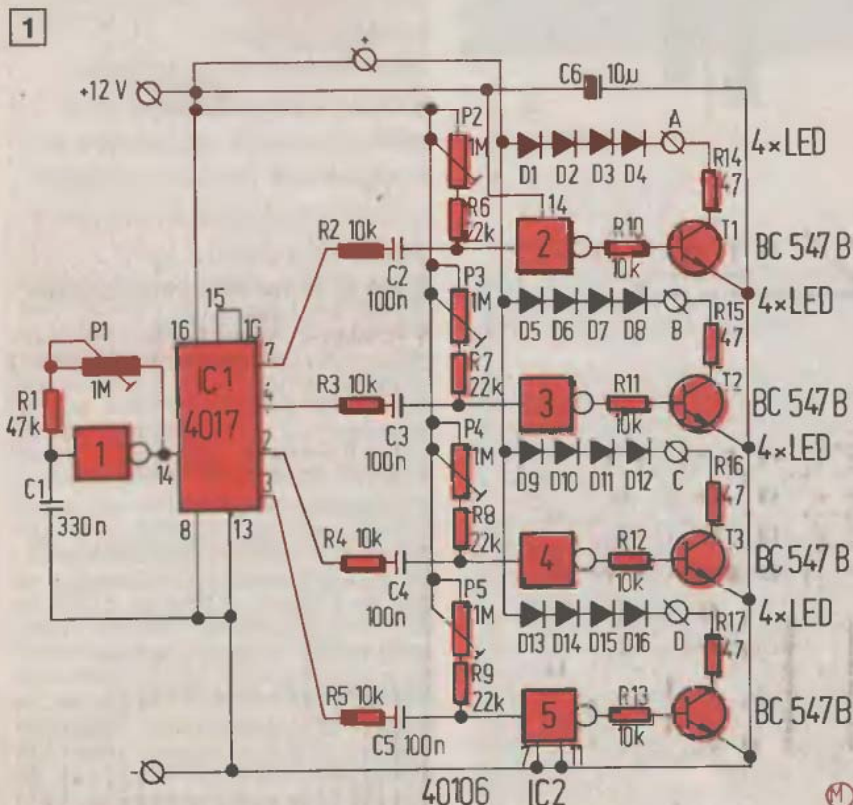 1
+
+12 V
C6 10µ
P2
1M
A
4×LED
D1 D2 D3 D4
R14
47
R6
22k
14
R2 10k
C2
100n
2
R10
10k
T1
BC 547 B
P3
1M
4×LED
D5 D6 D7 D8 B
R15
47
15
16 10
P1
1M
R7
22k
7
IC 1
4017
R1
47k
R3 10k
4
C3
100n
3
R11
10k
T2
BC 547 B
P4
1M
4×LED
D9 D10 D11 D12 C
R16
47
1
14
2
3
C1
330n
8 13
R8
22k
R4 10k
C4
100n
4
R12
10k
T3
BC 547 B
P5
1M
4×LED
D13 D14 D15 D16 D
R17
47
R9
22k
R5 10k
C5 100n
5
R13
10k
BC 547 B
7 11
-
40106 IC2
M